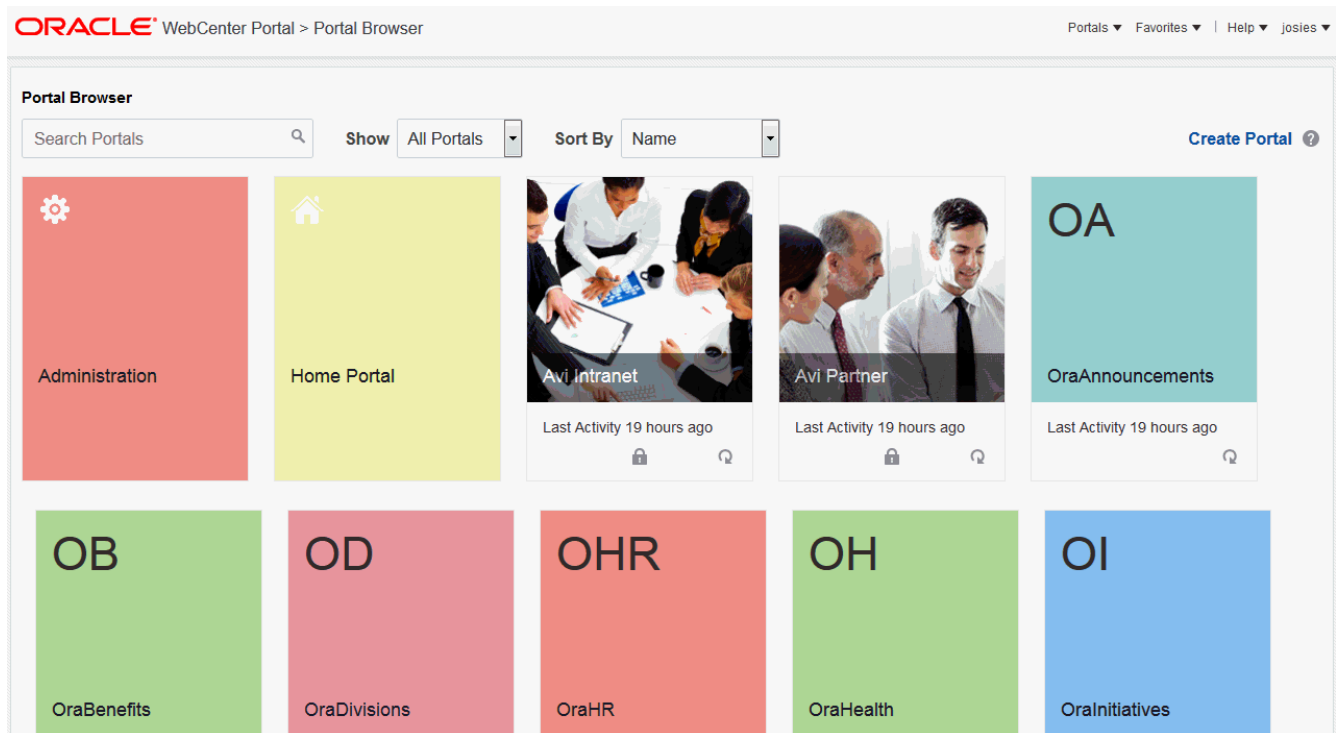 ORACLE® WebCenter Portal > Portal Browser
Portals ▼ Favorites ▼ | Help ▼ josies ▼
Portal Browser
Search Portals
Show All Portals
Sort By Name
Create Portal ?
Administration
Home Portal
Avi Intranet
Last Activity 19 hours ago
Avi Partner
Last Activity 19 hours ago
OA
OraAnnouncements
Last Activity 19 hours ago
OB
OraBenefits
OD
OraDivisions
OHR
OraHR
OH
OraHealth
OI
OraInitiatives